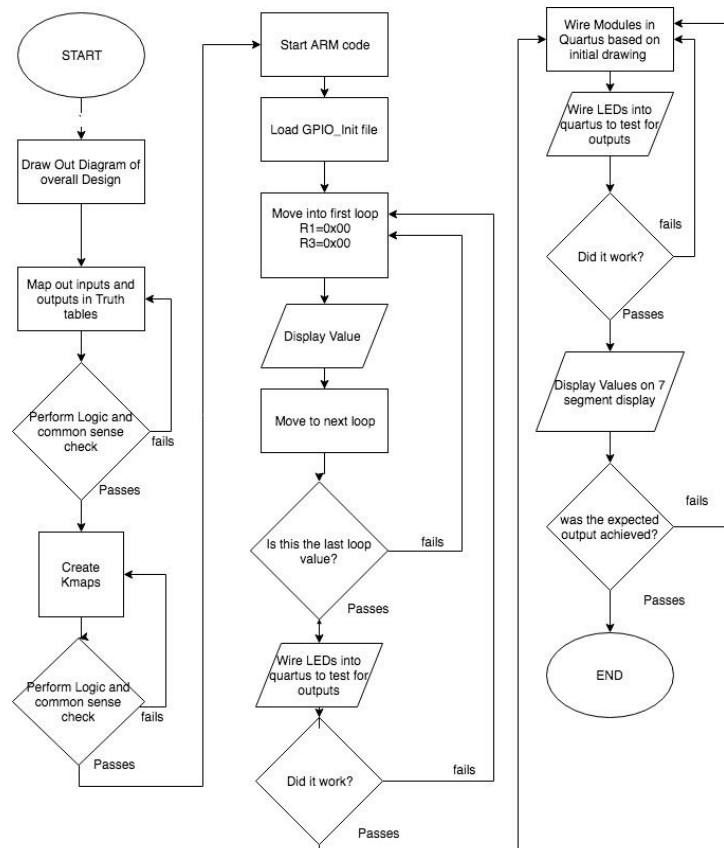 START
Draw Out Diagram of
overall Design
Map out inputs and
outputs in Truth
tables
Perform Logic and
common sense
check
fails
Passes
Create
Kmaps
Perform Logic and
common sense
check
fails
Passes
Start ARM code
Load GPIO_Init file
Move into first loop
R1=0x00
R3=0x00
Display Value
Move to next loop
Is this the last loop
value?
fails
Passes
Wire LEDs into
quartus to test for
outputs
Did it work?
fails
Passes
Wire Modules in
Quartus based on
initial drawing
Wire LEDs into
quartus to test for
outputs
Did it work?
fails
Passes
Display Values on 7
segment display
was the expected
output achieved?
fails
Passes
END